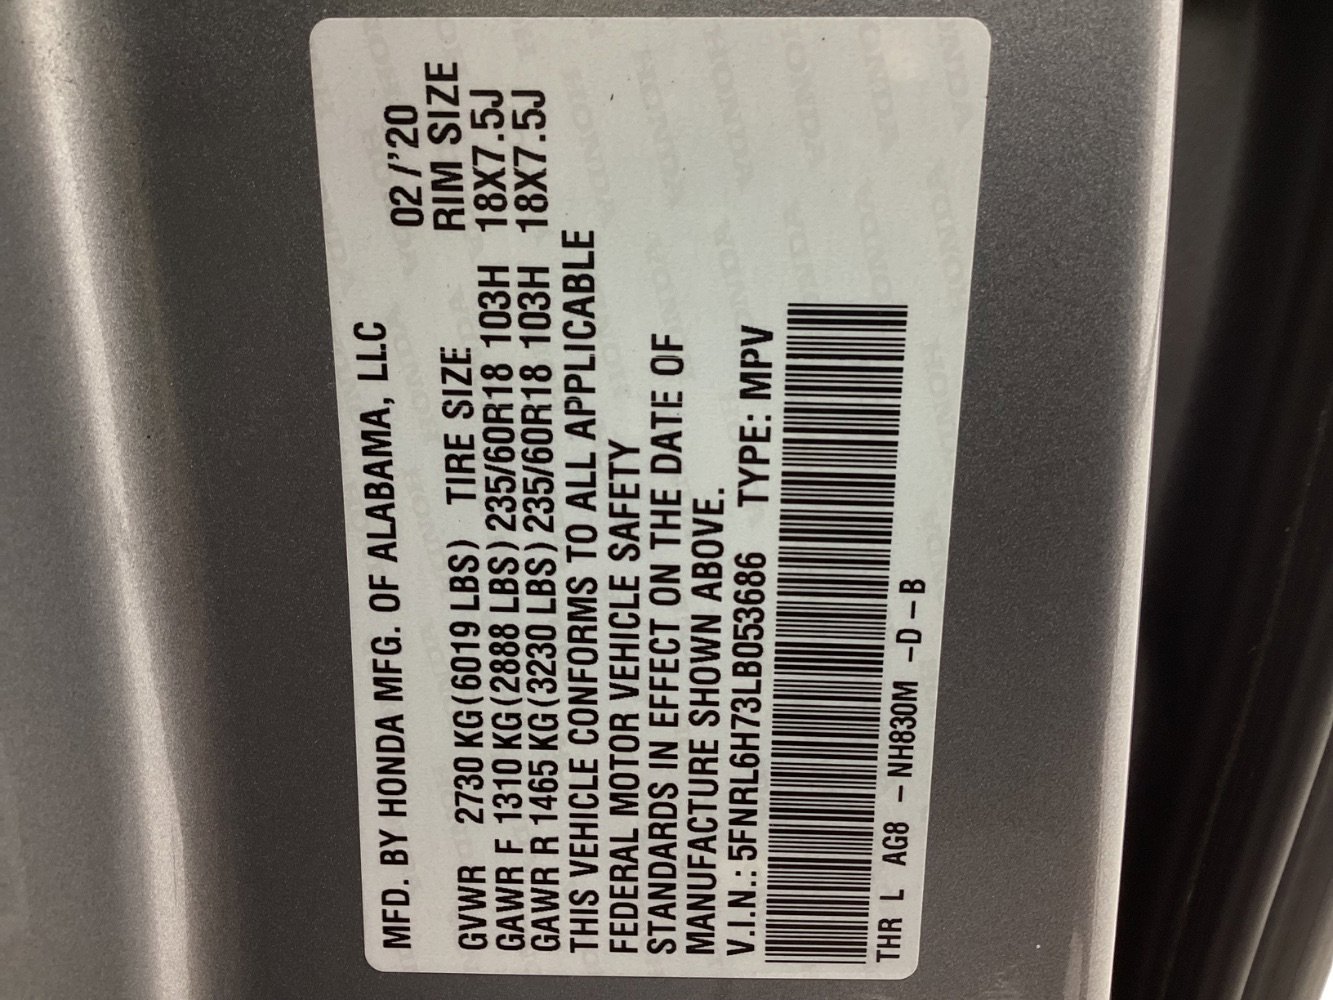 MFD. BY HONDA MFG. OF ALABAMA, LLC 02/'20
GVWR 2730 KG(6019 LBS) TIRE SIZE RIM SIZE
GAWR F 1310 KG(2888 LBS) 235/60R18 103H 18X7.5J
GAWR R 1465 KG(3230 LBS) 235/60R18 103H 18X7.5J
THIS VEHICLE CONFORMS TO ALL APPLICABLE
FEDERAL MOTOR VEHICLE SAFETY
STANDARDS IN EFFECT ON THE DATE OF
MANUFACTURE SHOWN ABOVE.
V.I.N.: 5FNRL6H73LB053686 TYPE: MPV
THR L AG8 -NH830M -D-B